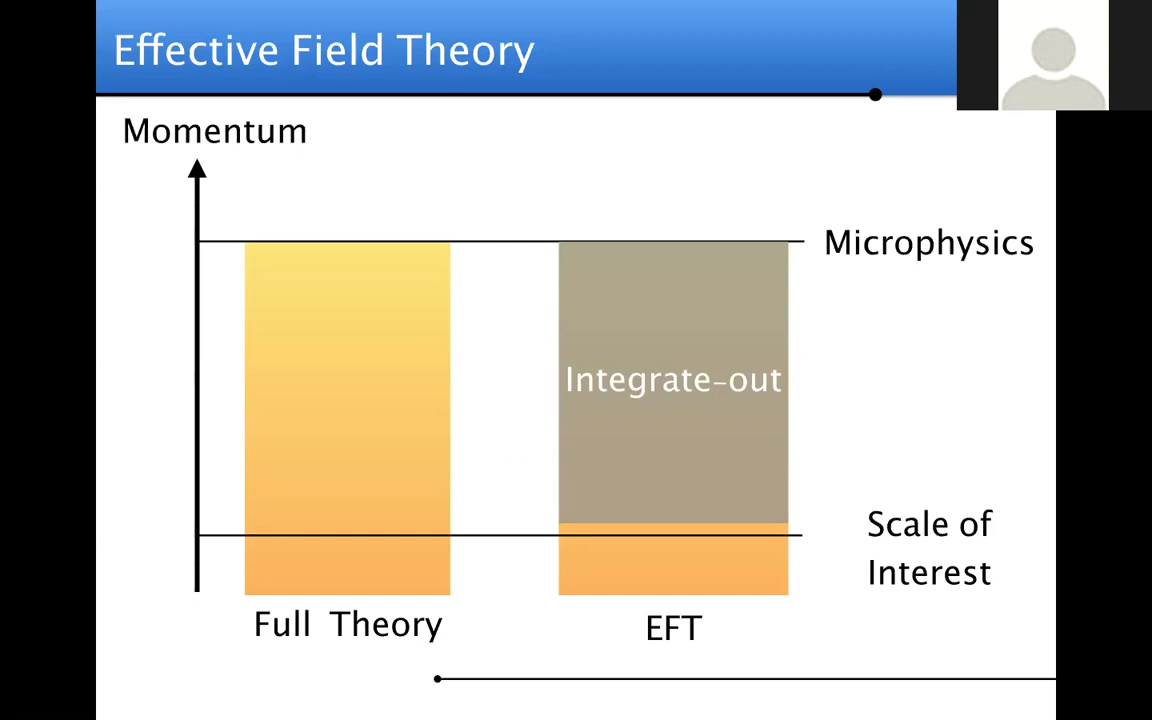 Effective Field Theory
Momentum
Microphysics
Integrate-out
Scale of
Interest
Full Theory
EFT